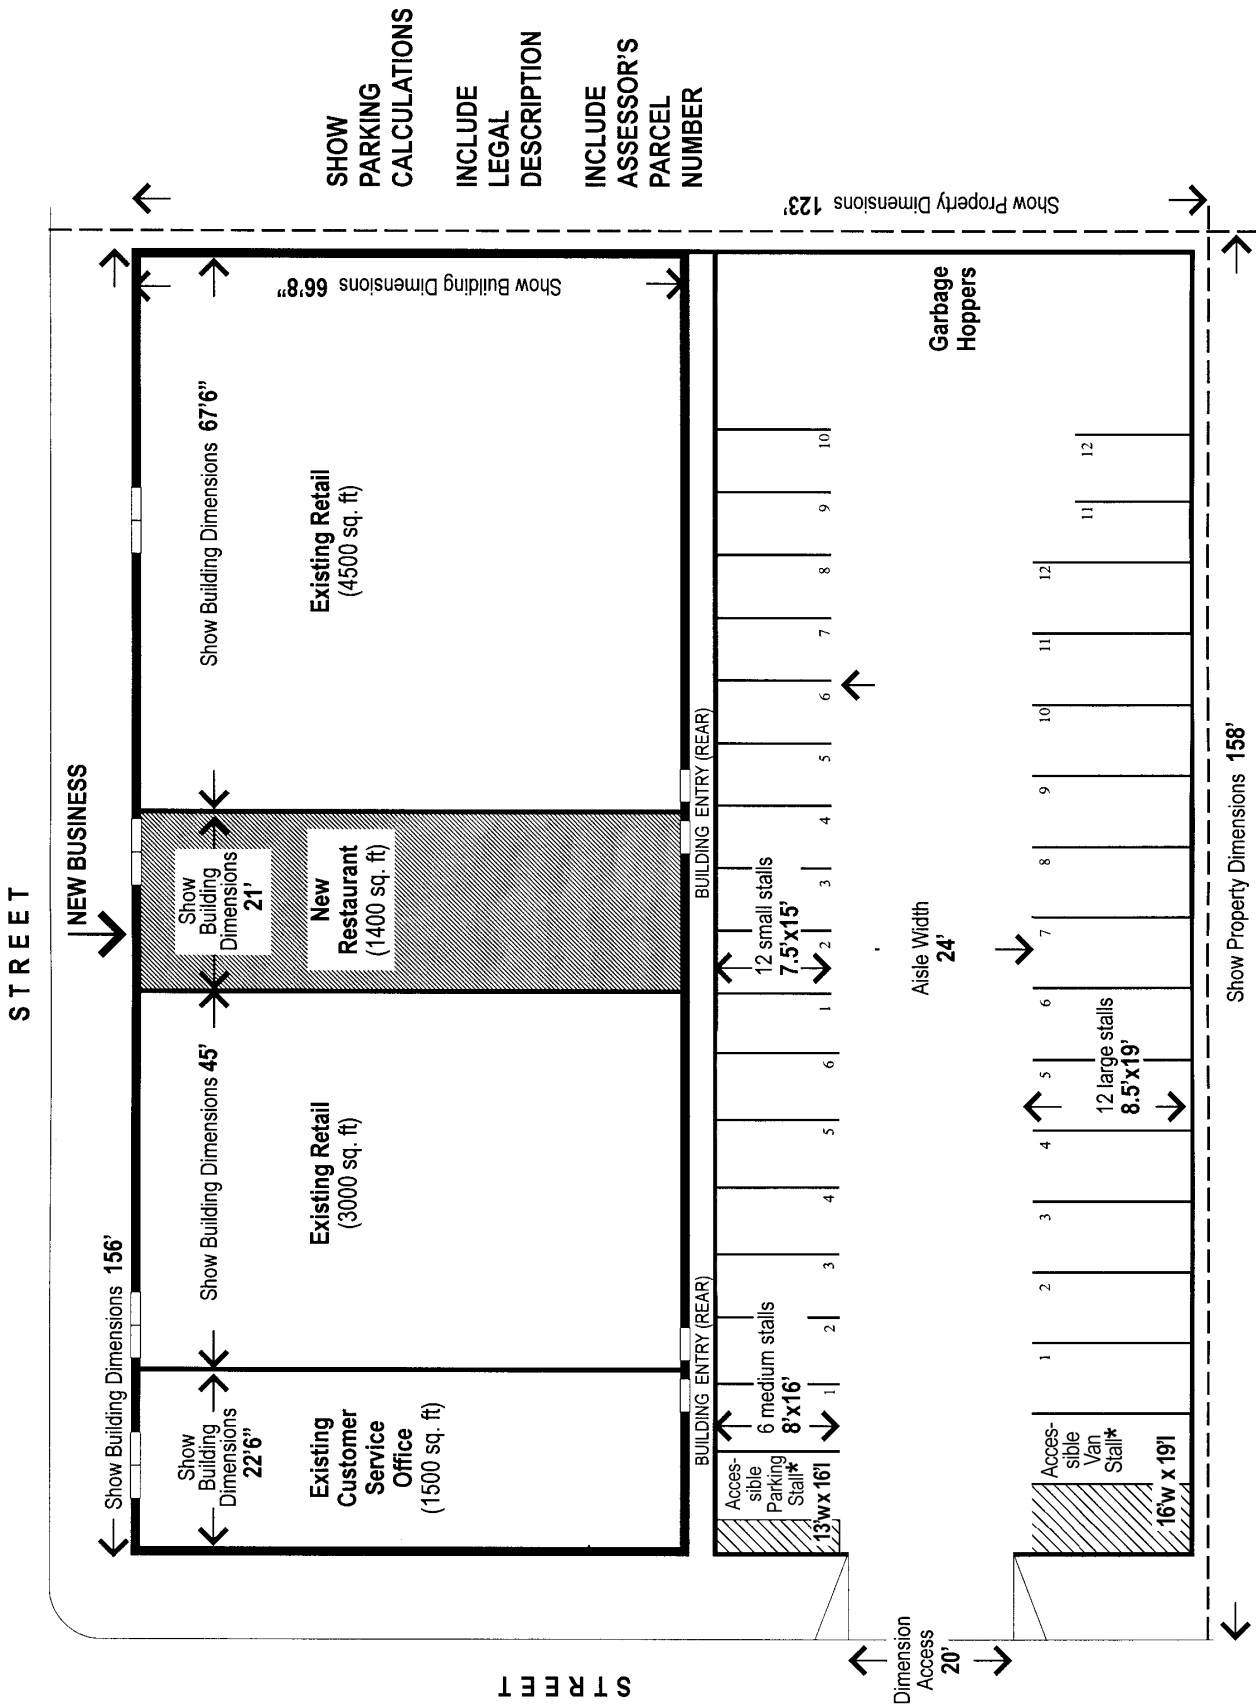 STREET
NEW BUSINESS
Show Building Dimensions 156'
Show
Building
Dimensions
22'6"
Show Building Dimensions 45'
Show
Building
Dimensions
21'
Show Building Dimensions 67'6"
Show Building Dimensions 66'8"
Existing
Customer
Service
Office
(1500 sq. ft)
Existing Retail
(3000 sq. ft)
New
Restaurant
(1400 sq. ft)
Existing Retail
(4500 sq. ft)
SHOW
PARKING
CALCULATIONS
INCLUDE
LEGAL
DESCRIPTION
INCLUDE
ASSESSOR'S
PARCEL
NUMBER
BUILDING ENTRY (REAR)
BUILDING ENTRY (REAR)
Acces-
sible
Parking
Stall*
13'w x 16'l
6 medium stalls
8'x16'
1 2 3 4 5 6
12 small stalls
7.5'x15'
1 2 3 4 5 6 7 8 9 10
Garbage
Hoppers
Show Property Dimensions 123'
STREET
Dimension
Access
20'
Aisle Width
24'
Acces-
sible
Van
Stall*
16'w x 19'l
1 2 3 4 5 6 7 8 9 10 11 12
12 large stalls
8.5'x19'
11 12
Show Property Dimensions 158'